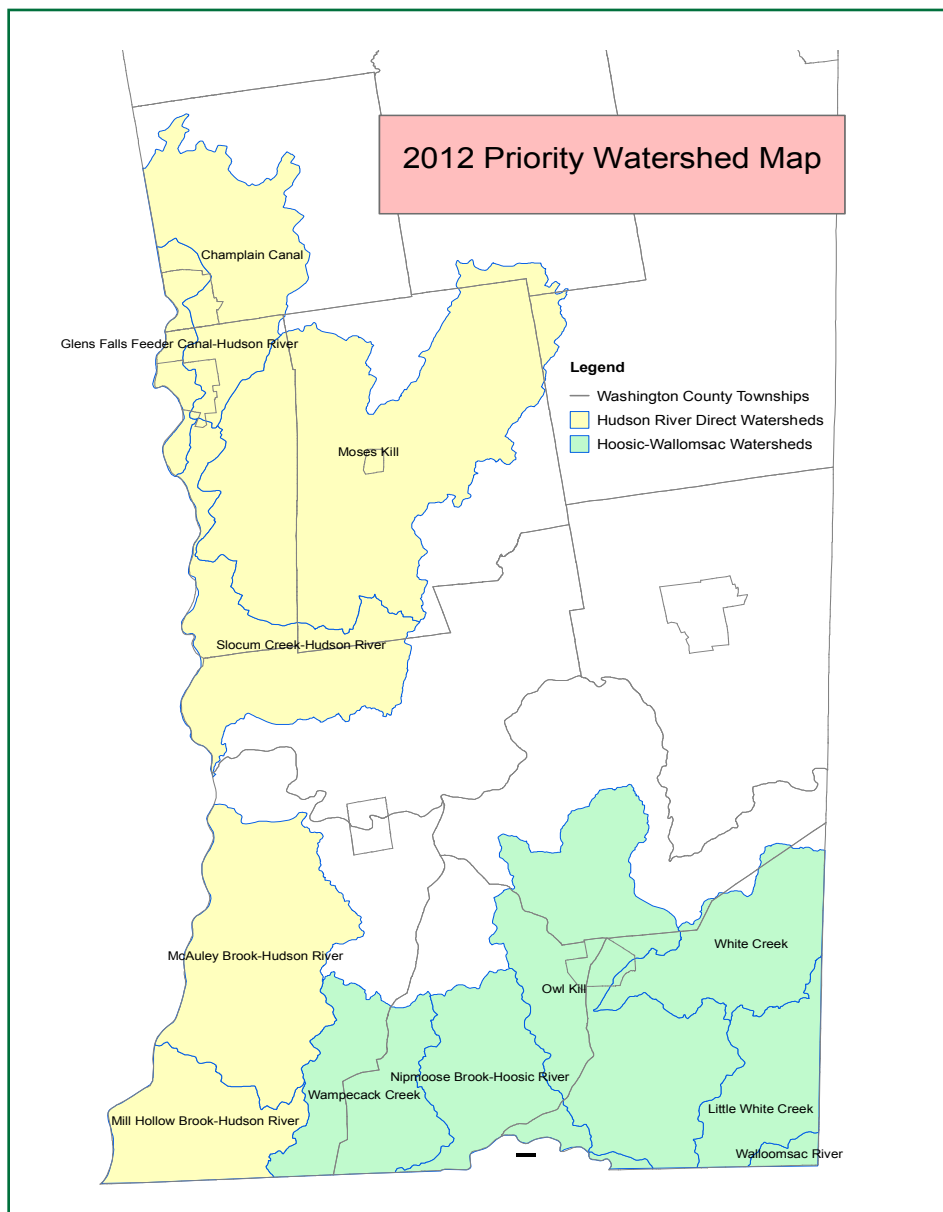 2012 Priority Watershed Map
Champlain Canal
Glens Falls Feeder Canal-Hudson River
Legend
Washington County Townships
Hudson River Direct Watersheds
Hoosic-Wallomsac Watersheds
Moses Kill
Slocum Creek-Hudson River
White Creek
McAuley Brook-Hudson River
Owl Kill
Nipmoose Brook-Hoosic River
Wampecack Creek
Little White Creek
Mill Hollow Brook-Hudson River
Walloomsac River